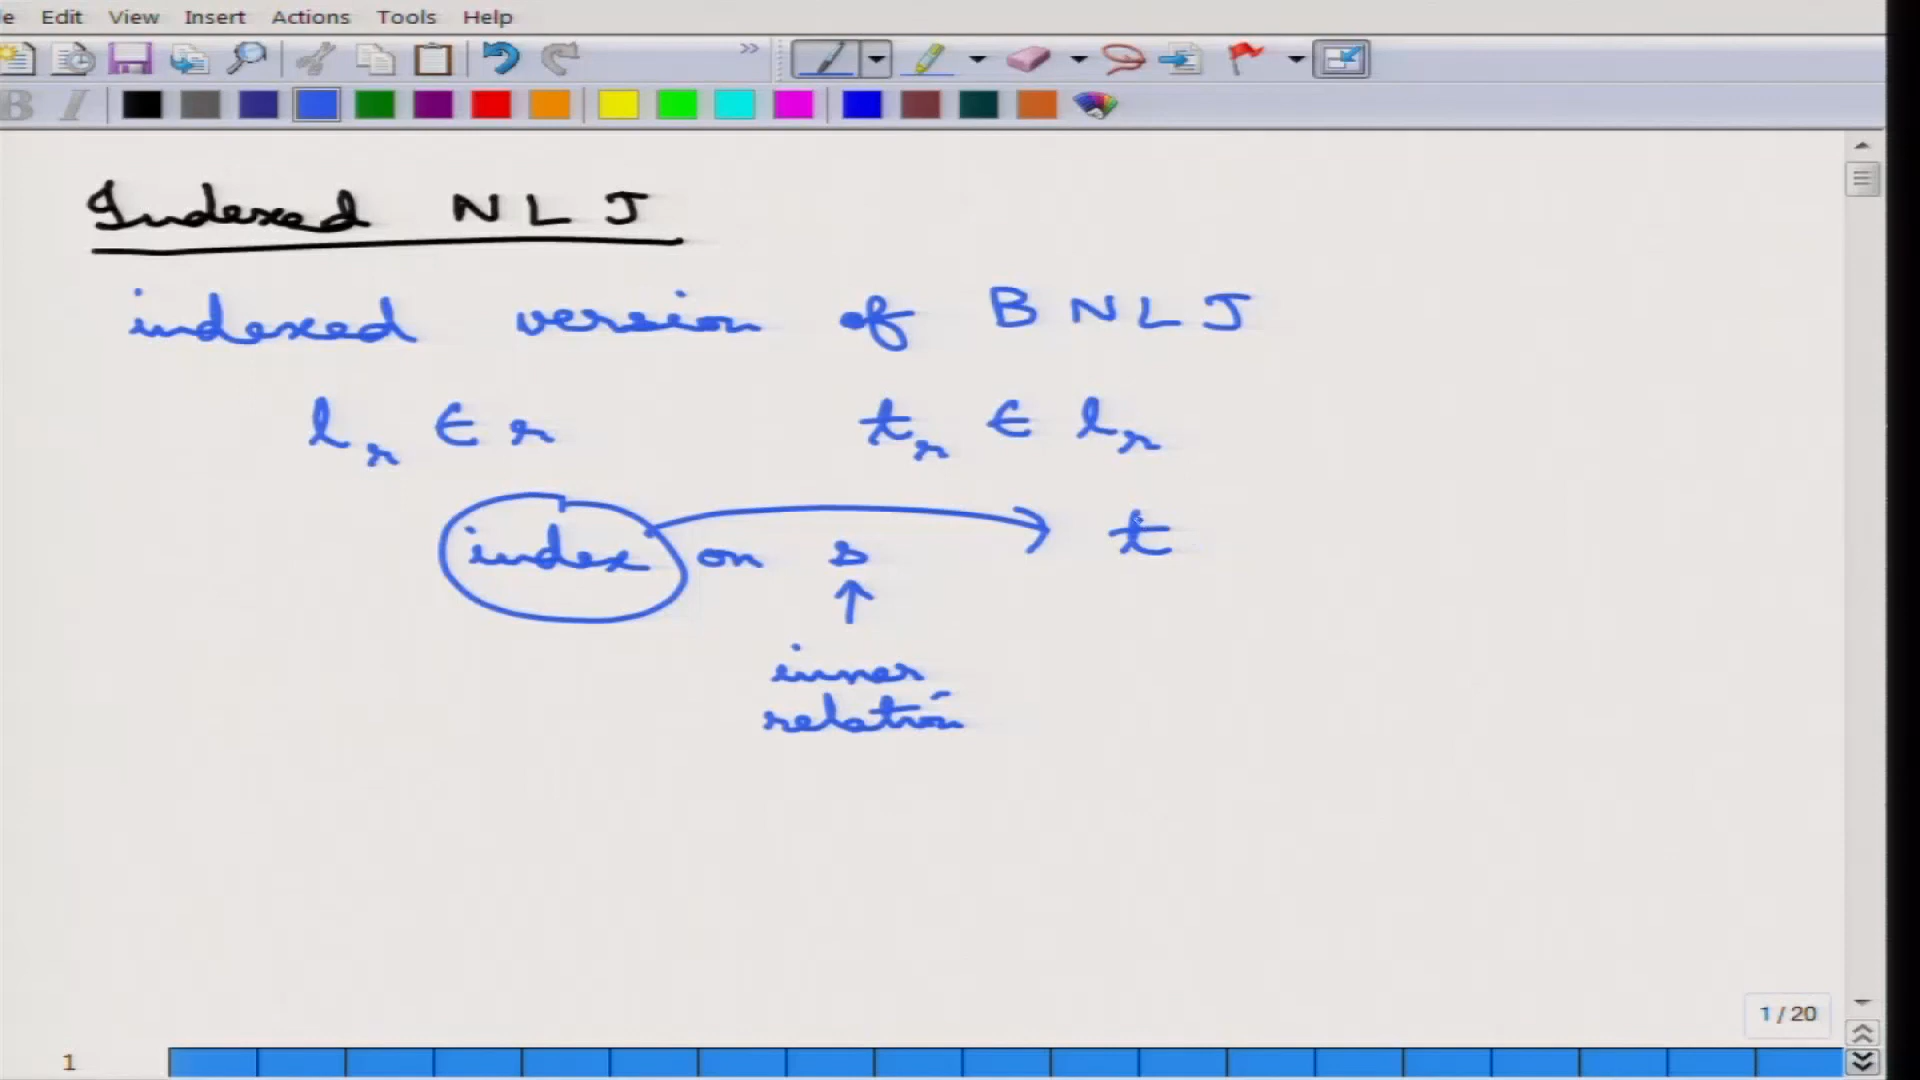 e Edit View Insert Actions Tools Help
B I
Indexed NLJ
indexed version of BNLJ
l_r ∈ r t_r ∈ l_r
index on s → t
↑
inner
relation
1 / 20
1